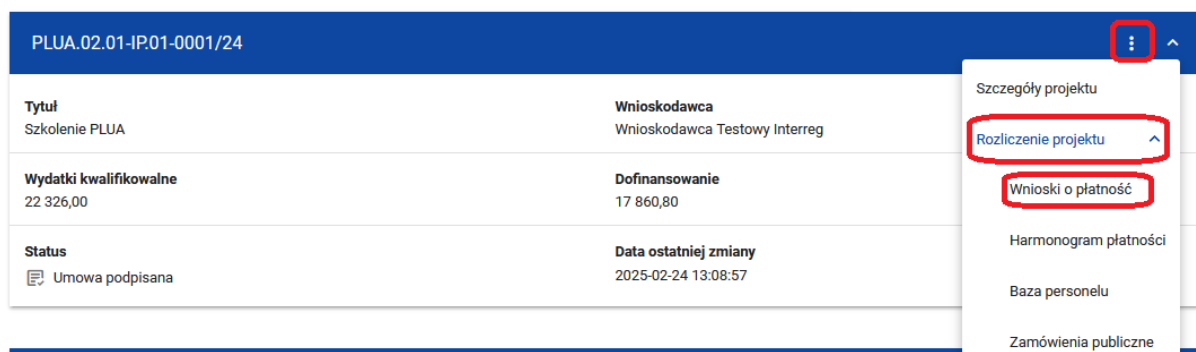 PLUA.02.01-IP.01-0001/24
Tytuł
Szkolenie PLUA
Wnioskodawca
Wnioskodawca Testowy Interreg
Wydatki kwalifikowalne
22 326,00
Dofinansowanie
17 860,80
Status
Umowa podpisana
Data ostatniej zmiany
2025-02-24 13:08:57
Szczegóły projektu
Rozliczenie projektu
Wnioski o płatność
Harmonogram płatności
Baza personelu
Zamówienia publiczne